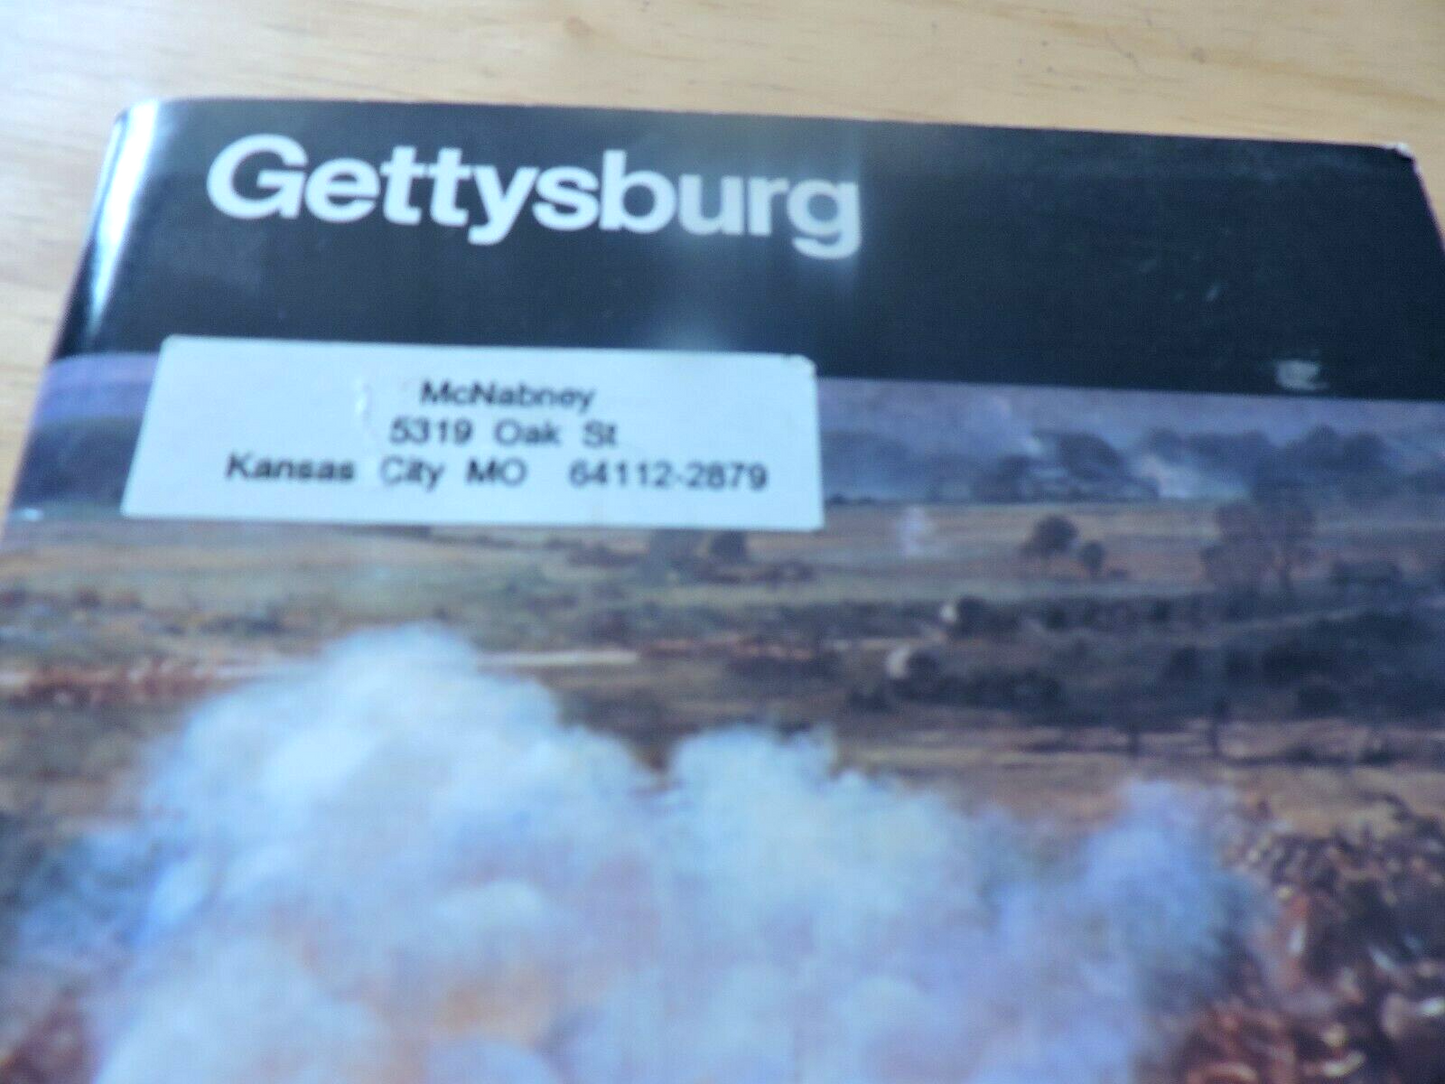 Gettysburg
McNabney
5319 Oak St
Kansas City MO 64112-2879